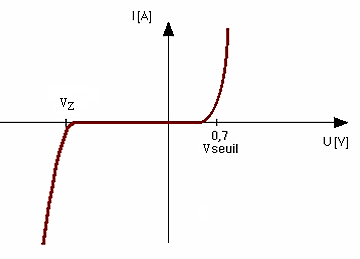 I [A]
VZ
0,7
Vseuil
U [V]